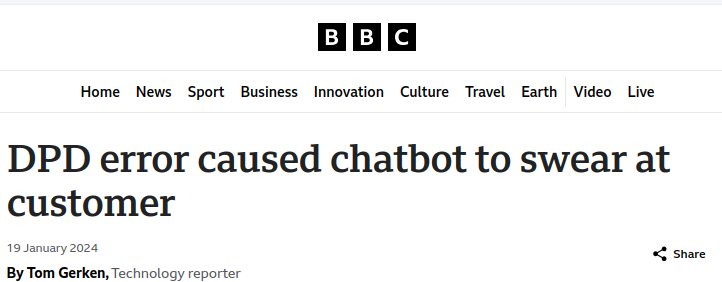 BBC
Home News Sport Business Innovation Culture Travel Earth Video Live
DPD error caused chatbot to swear at
customer
19 January 2024
Share
By Tom Gerken, Technology reporter